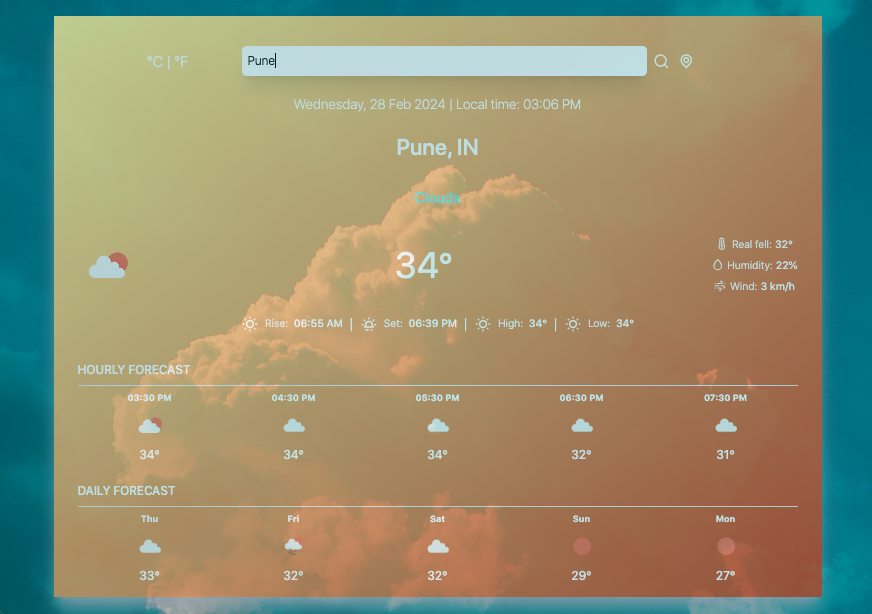 °C | °F Pune
Wednesday, 28 Feb 2024 | Local time: 03:06 PM
Pune, IN
Clouds
34°
Real fell: 32°
Humidity: 22%
Wind: 3 km/h
Rise: 06:55 AM | Set: 06:39 PM | High: 34° | Low: 34°
HOURLY FORECAST
03:30 PM 04:30 PM 05:30 PM 06:30 PM 07:30 PM
34° 34° 34° 32° 31°
DAILY FORECAST
Thu Fri Sat Sun Mon
33° 32° 32° 29° 27°